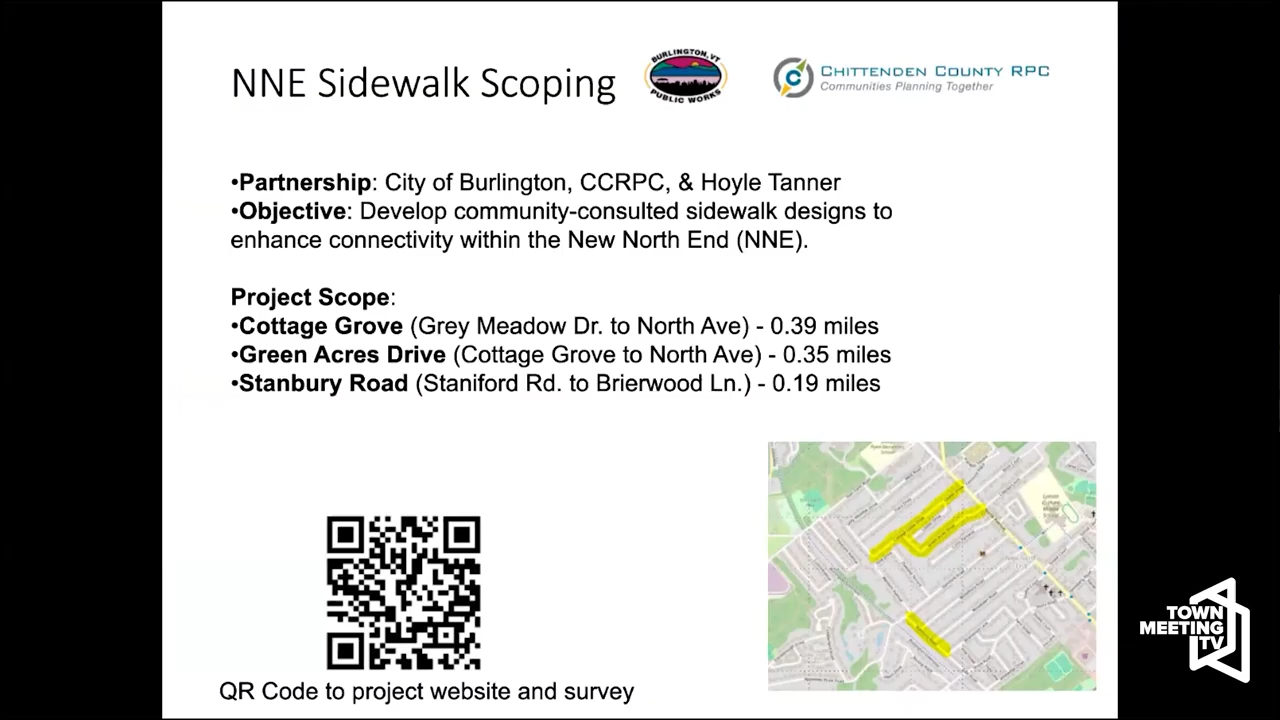 NNE Sidewalk Scoping
BURLINGTON, VT
PUBLIC WORKS
CHITTENDEN COUNTY RPC
Communities Planning Together
•Partnership: City of Burlington, CCRPC, & Hoyle Tanner
•Objective: Develop community-consulted sidewalk designs to
enhance connectivity within the New North End (NNE).
Project Scope:
•Cottage Grove (Grey Meadow Dr. to North Ave) - 0.39 miles
•Green Acres Drive (Cottage Grove to North Ave) - 0.35 miles
•Stanbury Road (Staniford Rd. to Brierwood Ln.) - 0.19 miles
QR Code to project website and survey
TOWN
MEETING
TV